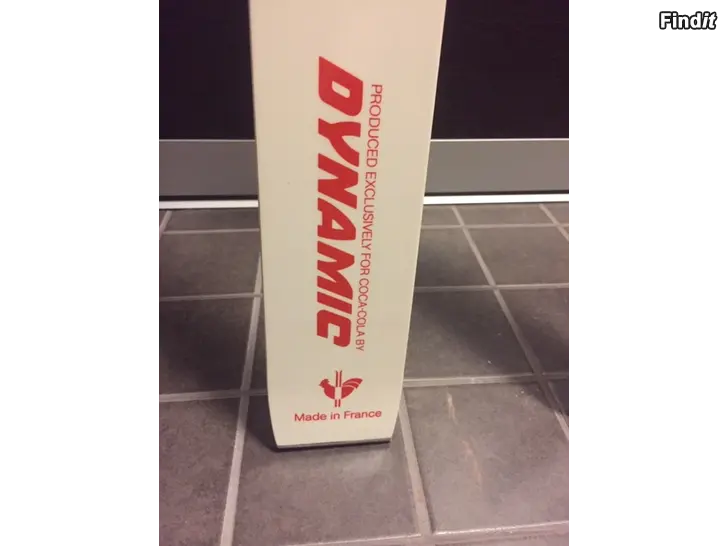 Findit
PRODUCED EXCLUSIVELY FOR COCA-COLA BY
DYNAMIC
Made in France